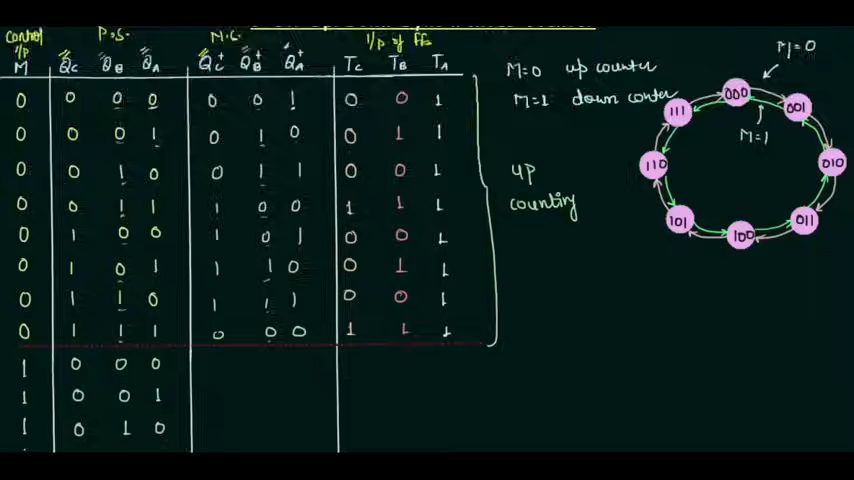 Control
I/P
P.S.
N.S.
I/p of ffs
M QC QB QA QC+ QB+ QA+ TC TB TA
0 0 0 0 0 0 1 0 0 1
0 0 0 1 0 1 0 0 1 1
0 0 1 0 0 1 1 0 0 1
0 0 1 1 1 0 0 1 1 1
0 1 0 0 1 0 1 0 0 1
0 1 0 1 1 1 0 0 1 1
0 1 1 0 1 1 1 0 0 1
0 1 1 1 0 0 0 1 1 1
1 0 0 0
1 0 0 1
1 0 1 0
M=0 up counter
M=1 down conter
up
counting
M=0
M=1
000
001
010
011
100
101
110
111